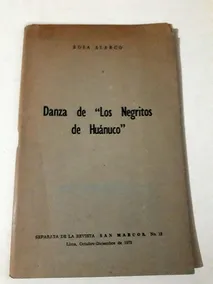 ROSA ALARCO
Danza de "Los Negritos
de Huánuco"
SEPARATA DE LA REVISTA SAN MARCOS, No. 13
Lima, Octubre-Diciembre de 1975